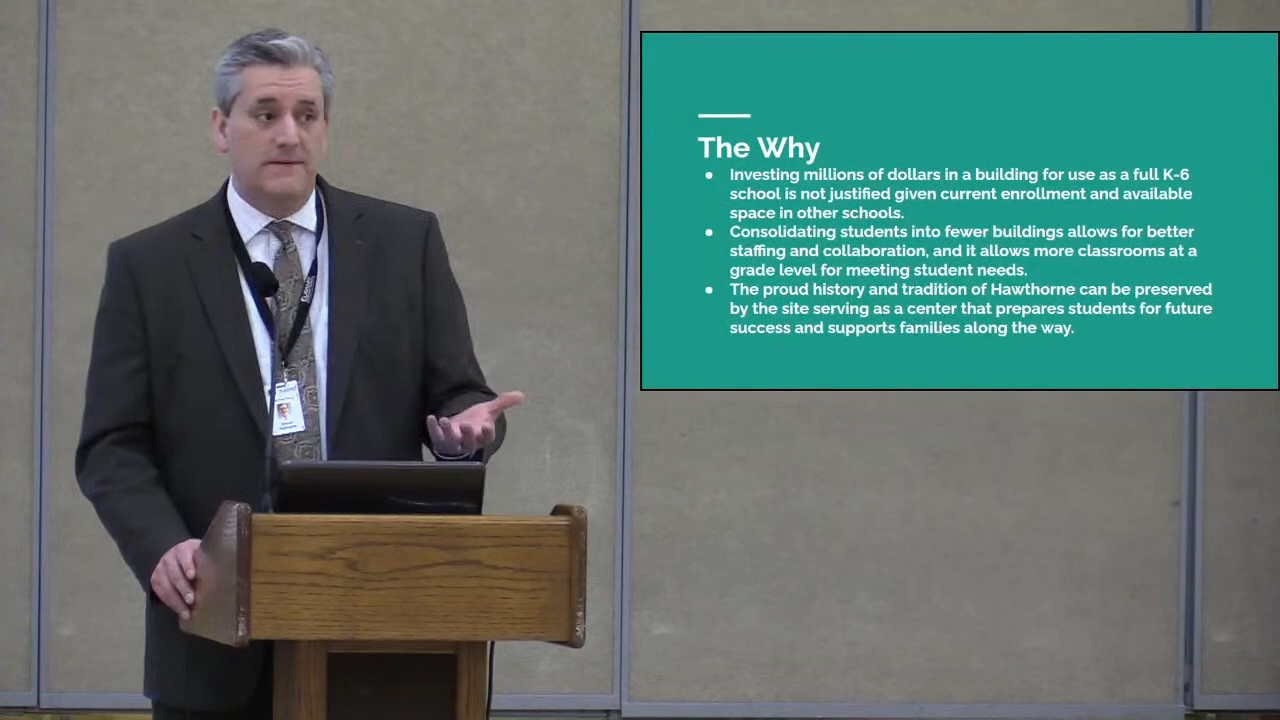 The Why
● Investing millions of dollars in a building for use as a full K-6
school is not justified given current enrollment and available
space in other schools.
● Consolidating students into fewer buildings allows for better
staffing and collaboration, and it allows more classrooms at a
grade level for meeting student needs.
● The proud history and tradition of Hawthorne can be preserved
by the site serving as a center that prepares students for future
success and supports families along the way.